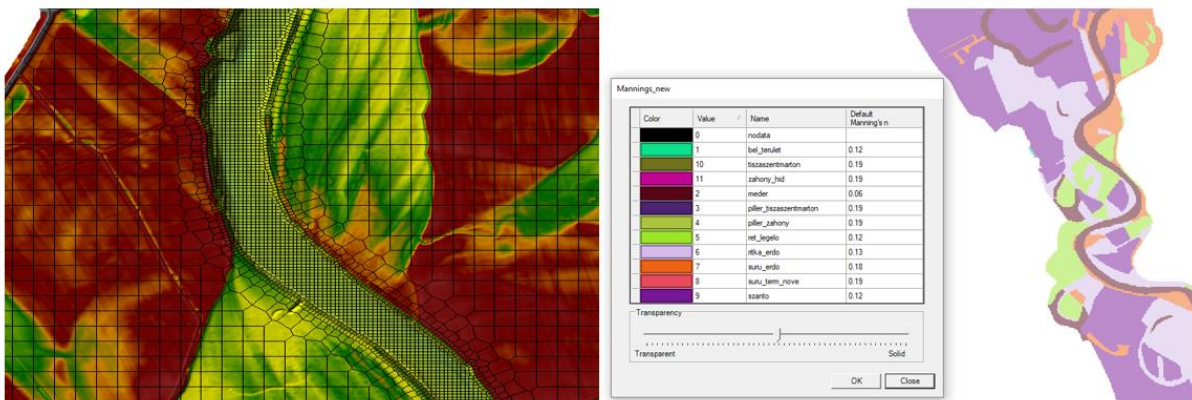 Mannings_new
Color Value / Name Default
Manning's n
0 nodata
1 bel_terulet 0.12
10 tiszaszentmarton 0.19
11 zahony_hid 0.19
2 meder 0.06
3 piller_tiszaszentmarton 0.19
4 piller_zahony 0.19
5 ret_legelo 0.12
6 ritka_erdo 0.13
7 suru_erdo 0.18
8 suru_term_nove 0.19
9 szanto 0.12
Transparency
Transparent Solid
OK Close